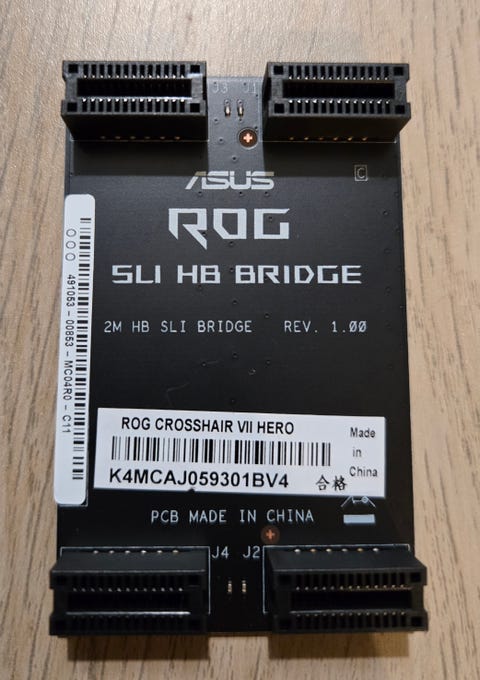 J3 J1
ASUS
C
ROG
SLI HB BRIDGE
2M HB SLI BRIDGE REV. 1.00
OOO 491053-00853-MC04R0-C11
ROG CROSSHAIR VII HERO
Made
in
China
K4MCAJ059301BV4 合格
PCB MADE IN CHINA
J4 J2